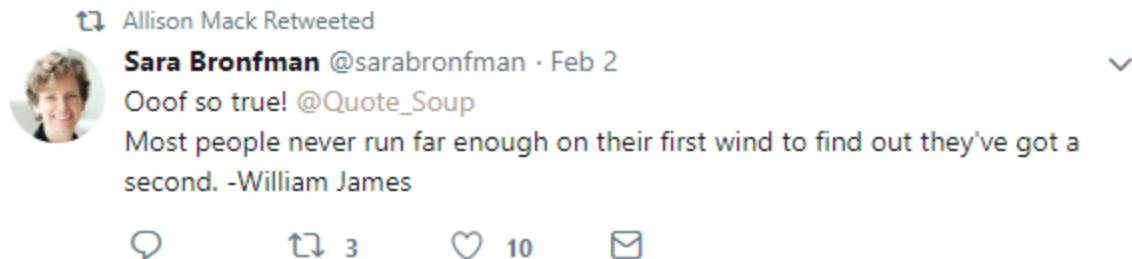 Allison Mack Retweeted
Sara Bronfman @sarabronfman · Feb 2
Ooof so true! @Quote_Soup
Most people never run far enough on their first wind to find out they've got a
second. -William James
3 10